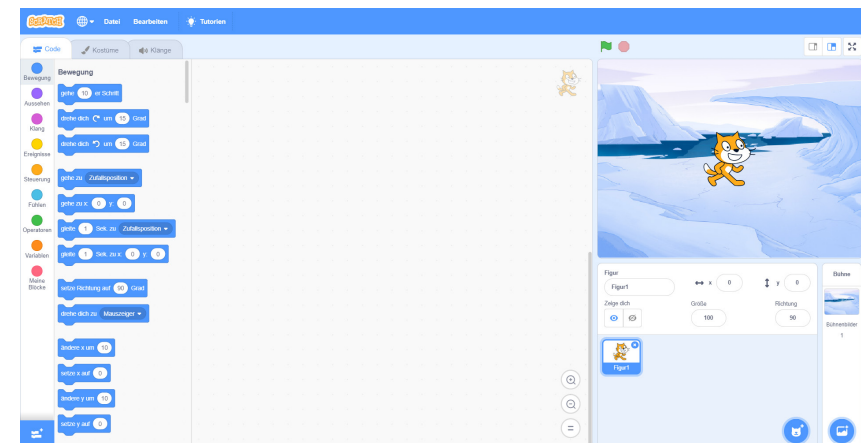 SCRATCH
Datei Bearbeiten Tutorien
Code Kostüme Klänge
Bewegung
Aussehen
Klang
Ereignisse
Steuerung
Fühlen
Operatoren
Variablen
Meine
Blöcke
Bewegung
gehe 10 er Schritt
drehe dich um 15 Grad
drehe dich um 15 Grad
gehe zu Zufallsposition
gehe zu x: 0 y: 0
gleite 1 Sek. zu Zufallsposition
gleite 1 Sek. zu x: 0 y: 0
setze Richtung auf 90 Grad
drehe dich zu Mauszeiger
ändere x um 10
setze x auf 0
ändere y um 10
setze y auf 0
Figur
Figur1 x 0 y 0
Zeige dich Größe Richtung
100 90
Figur1
Bühne
Bühnenbilder
1